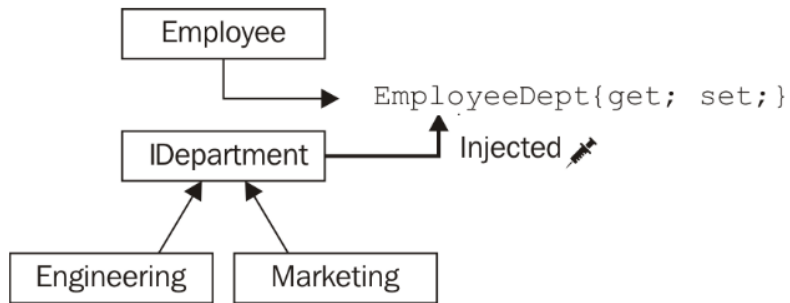 Employee
EmployeeDept{get; set;}
IDepartment
Injected
Engineering
Marketing